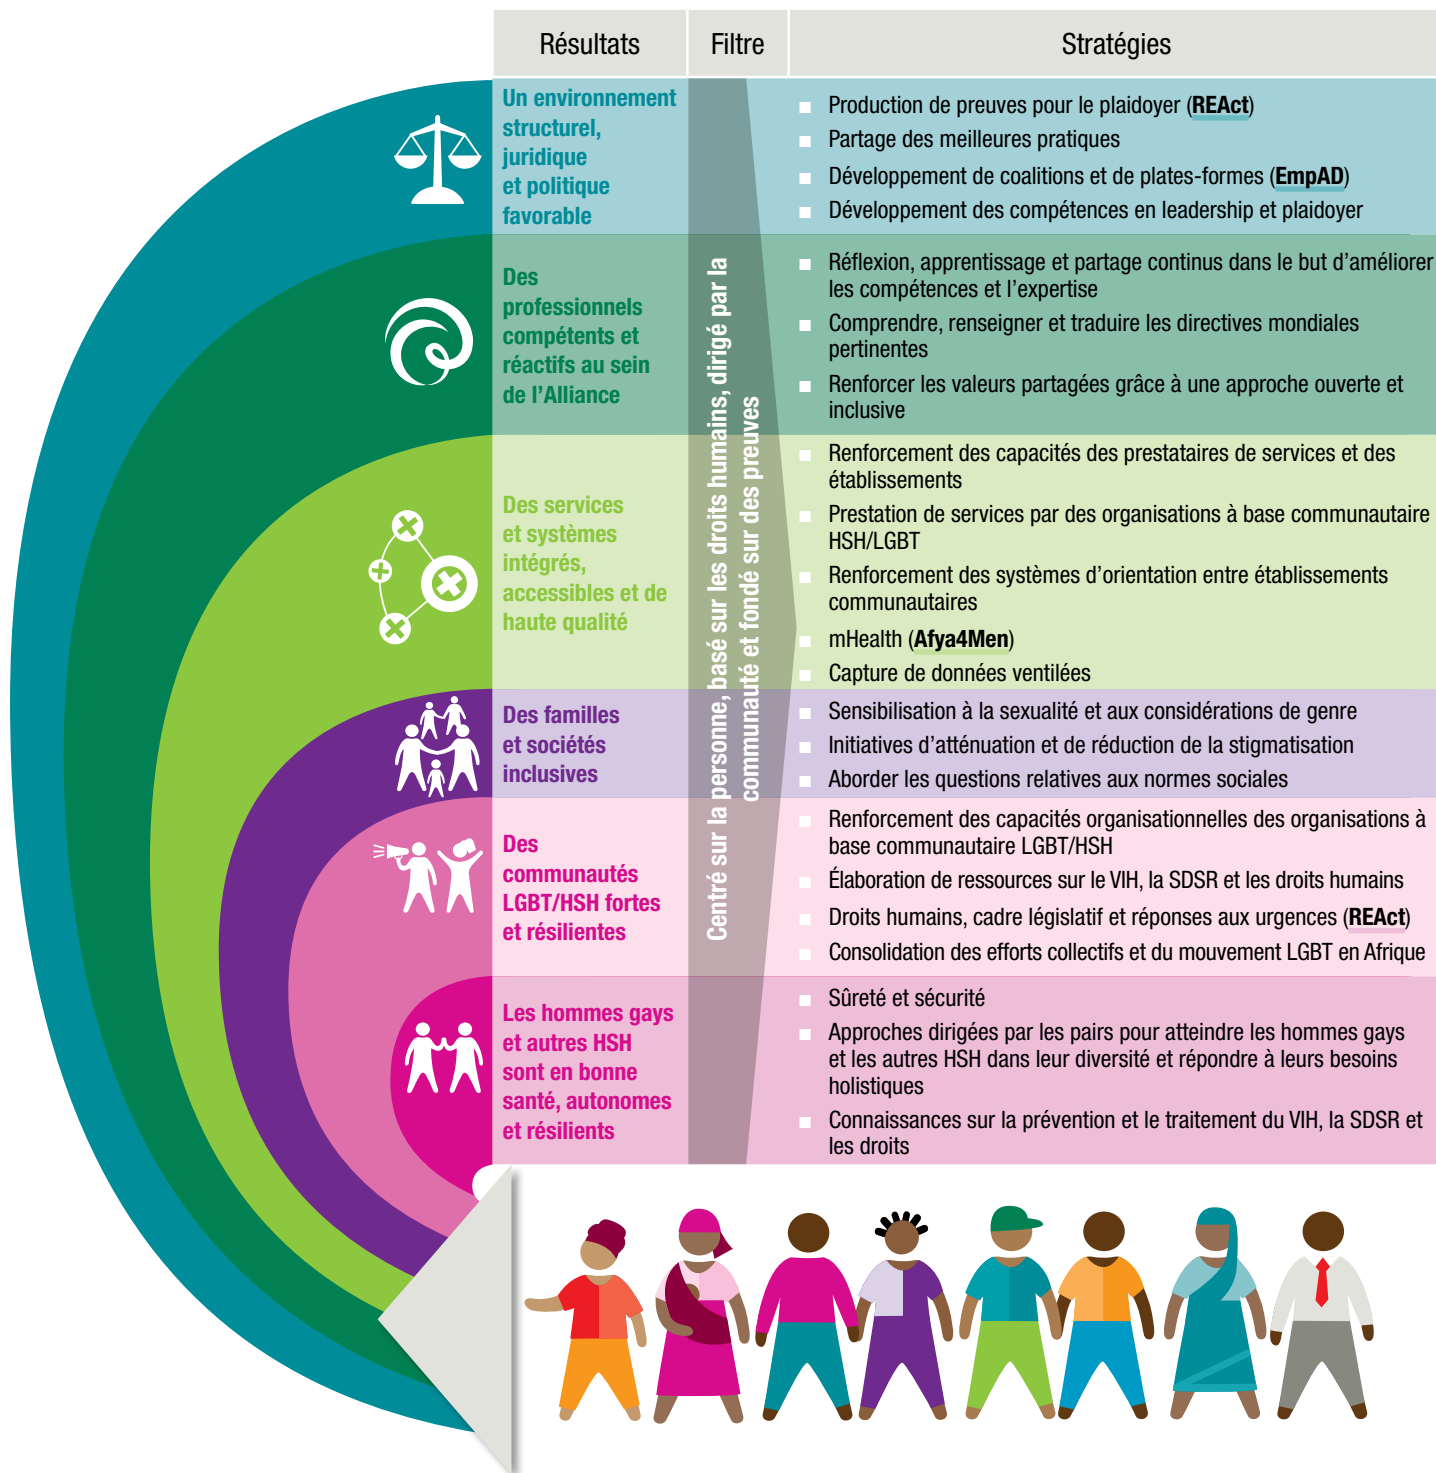 Résultats
Filtre
Stratégies
Un environnement
structurel,
juridique
et politique
favorable
Production de preuves pour le plaidoyer (REAct)
Partage des meilleures pratiques
Développement de coalitions et de plates-formes (EmpAD)
Développement des compétences en leadership et plaidoyer
Des
professionnels
compétents et
réactifs au sein
de l’Alliance
Réflexion, apprentissage et partage continus dans le but d’améliorer
les compétences et l’expertise
Comprendre, renseigner et traduire les directives mondiales
pertinentes
Renforcer les valeurs partagées grâce à une approche ouverte et
inclusive
Des services
et systèmes
intégrés,
accessibles et de
haute qualité
Renforcement des capacités des prestataires de services et des
établissements
Prestation de services par des organisations à base communautaire
HSH/LGBT
Renforcement des systèmes d’orientation entre établissements
communautaires
mHealth (Afya4Men)
Capture de données ventilées
Des familles
et sociétés
inclusives
Sensibilisation à la sexualité et aux considérations de genre
Initiatives d’atténuation et de réduction de la stigmatisation
Aborder les questions relatives aux normes sociales
Des
communautés
LGBT/HSH fortes
et résilientes
Renforcement des capacités organisationnelles des organisations à
base communautaire LGBT/HSH
Élaboration de ressources sur le VIH, la SDSR et les droits humains
Droits humains, cadre législatif et réponses aux urgences (REAct)
Consolidation des efforts collectifs et du mouvement LGBT en Afrique
Les hommes gays
et autres HSH
sont en bonne
santé, autonomes
et résilients
Sûreté et sécurité
Approches dirigées par les pairs pour atteindre les hommes gays
et les autres HSH dans leur diversité et répondre à leurs besoins
holistiques
Connaissances sur la prévention et le traitement du VIH, la SDSR et
les droits
Centré sur la personne, basé sur les droits humains, dirigé par la
communauté et fondé sur des preuves